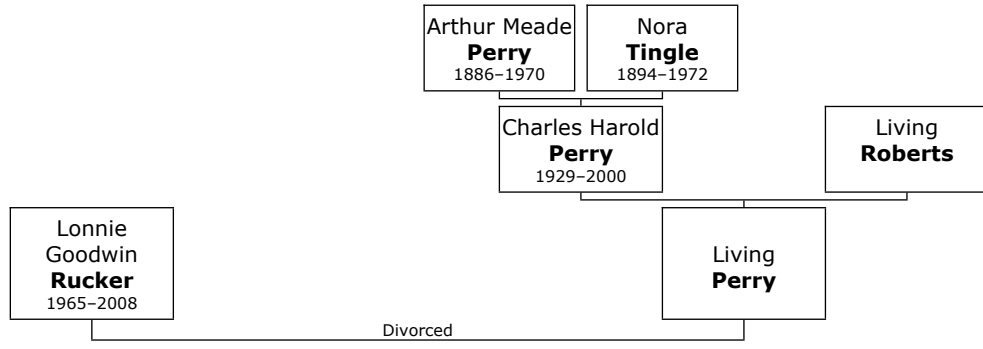 Arthur Meade
Perry
1886–1970
Nora
Tingle
1894–1972
Charles Harold
Perry
1929–2000
Living
Roberts
Lonnie
Goodwin
Rucker
1965–2008
Living
Perry
Divorced